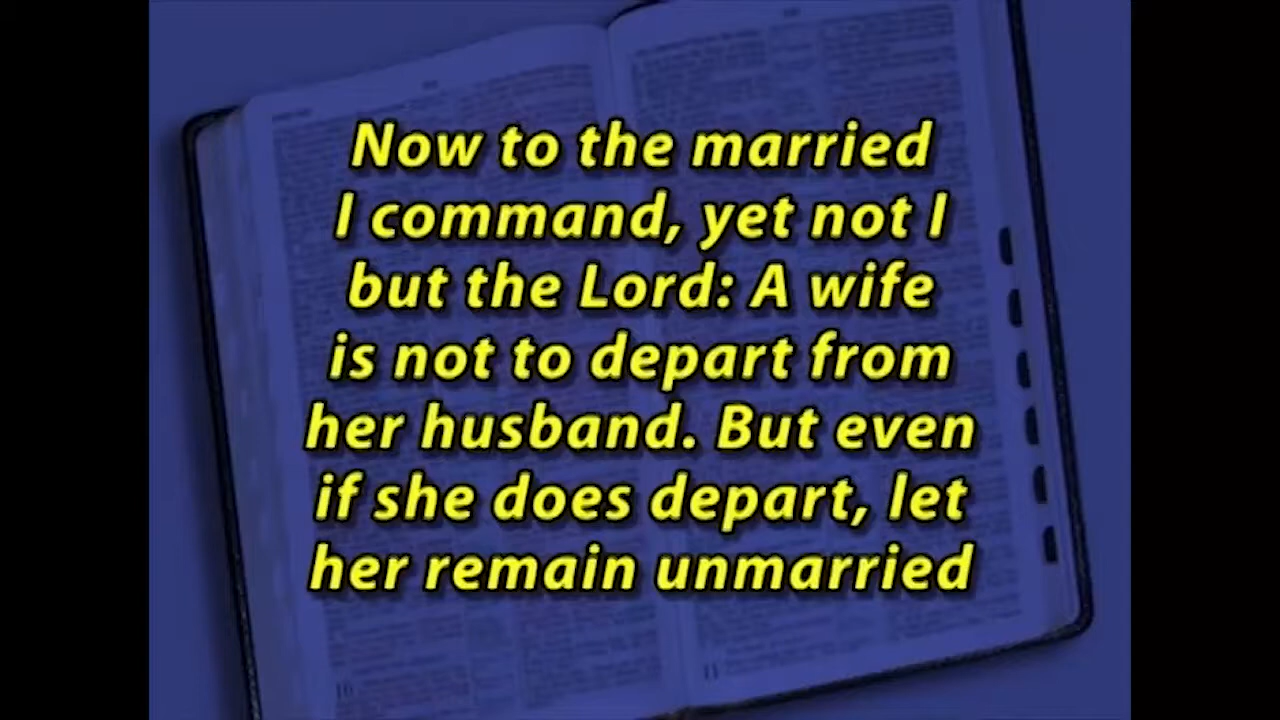 Now to the married
I command, yet not I
but the Lord: A wife
is not to depart from
her husband. But even
if she does depart, let
her remain unmarried